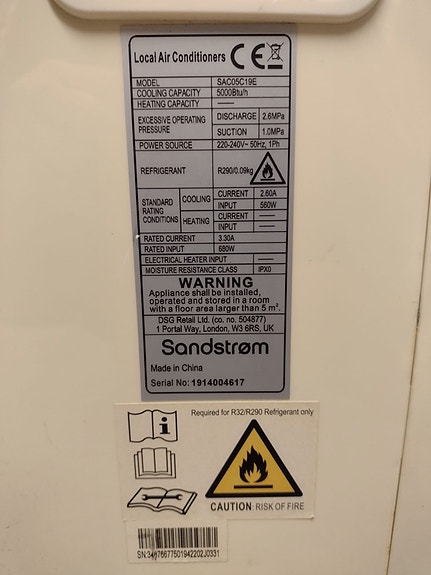 Local Air Conditioners CE
MODEL SAC05C19E
COOLING CAPACITY 5000Btu/h
HEATING CAPACITY ——
EXCESSIVE OPERATING PRESSURE DISCHARGE 2.6MPa
SUCTION 1.0MPa
POWER SOURCE 220-240V~ 50Hz, 1Ph
REFRIGERANT R290/0.09kg
STANDARD RATING CONDITIONS COOLING CURRENT 2.60A
INPUT 560W
HEATING CURRENT ——
INPUT ——
RATED CURRENT 3.30A
RATED INPUT 680W
ELECTRICAL HEATER INPUT ——
MOISTURE RESISTANCE CLASS IPX0
WARNING
Appliance shall be installed,
operated and stored in a room
with a floor area larger than 5 m².
DSG Retail Ltd. (co. no. 504877)
1 Portal Way, London, W3 6RS, UK
Sandstrøm
Made in China
Serial No: 1914004617
Required for R32/R290 Refrigerant only
i
CAUTION: RISK OF FIRE